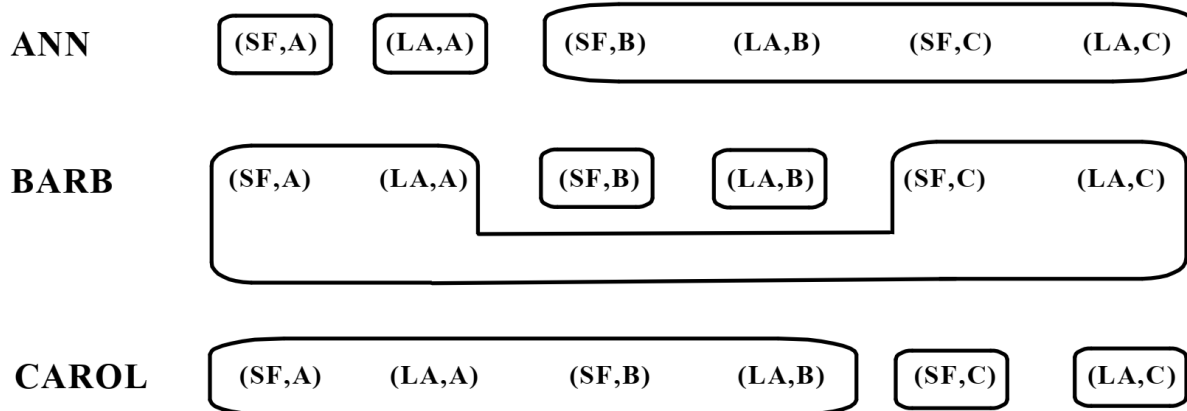 ANN (SF,A) (LA,A) (SF,B) (LA,B) (SF,C) (LA,C)
BARB (SF,A) (LA,A) (SF,B) (LA,B) (SF,C) (LA,C)
CAROL (SF,A) (LA,A) (SF,B) (LA,B) (SF,C) (LA,C)